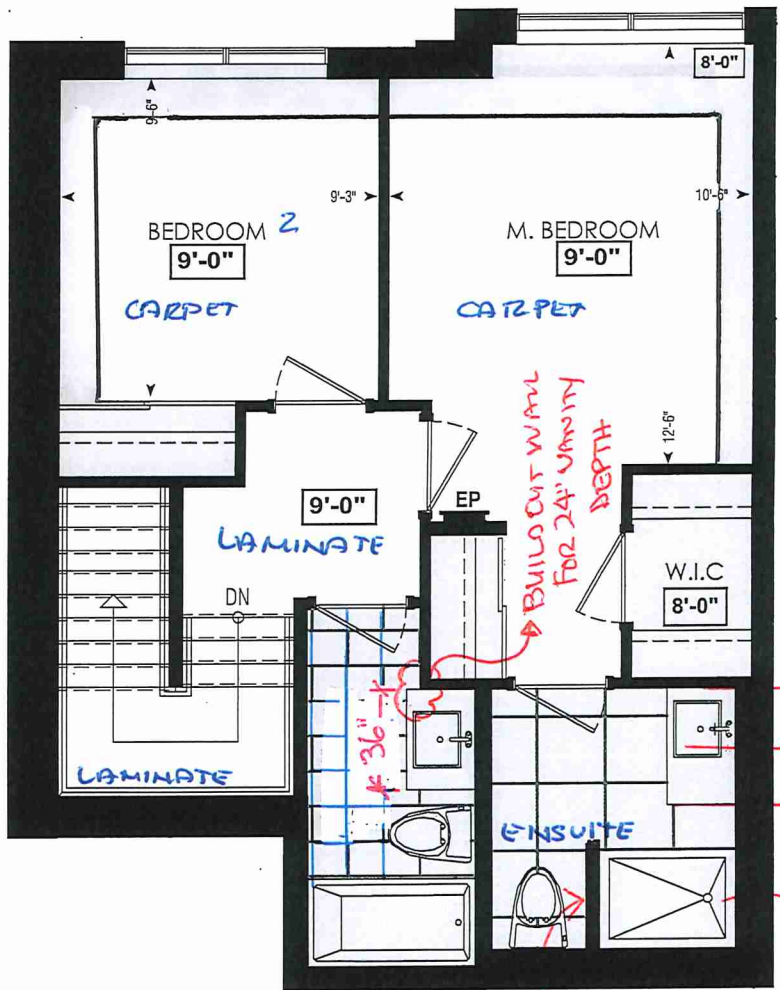 8'-0"
9'-6"
9'-3"
10'-6"
BEDROOM 2
9'-0"
M. BEDROOM
9'-0"
CARPET
CARPET
BUILD OUT WALL
FOR 24" VANITY
DEPTH
12'-6"
EP
9'-0"
LAMINATE
W.I.C
8'-0"
DN
36"
LAMINATE
ENSUITE